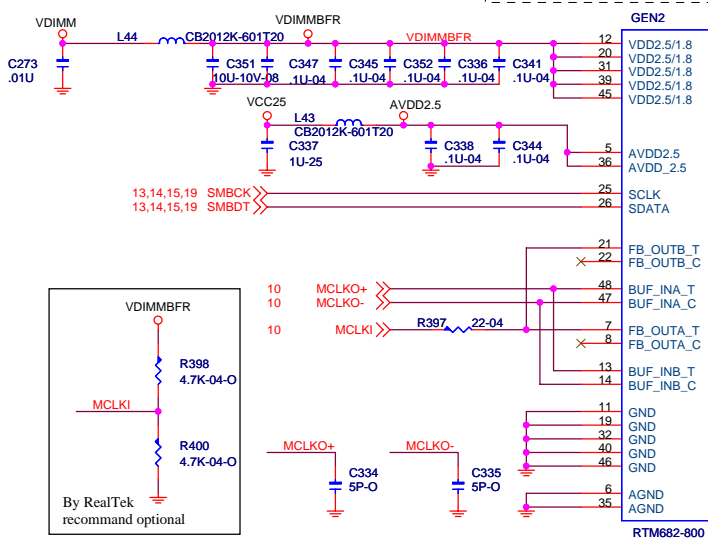 GEN2
VDIMM
L44
CB2012K-601T20
VDIMMBFR
VDIMMBFR
12
VDD2.5/1.8
20
VDD2.5/1.8
31
VDD2.5/1.8
39
VDD2.5/1.8
45
VDD2.5/1.8
C273
.01U
C351
10U-10V-08
C347
.1U-04
C345
.1U-04
C352
.1U-04
C336
.1U-04
C341
.1U-04
VCC25
L43
CB2012K-601T20
AVDD2.5
C337
1U-25
C338
.1U-04
C344
.1U-04
5
AVDD2.5
36
AVDD_2.5
13,14,15,19 SMBCK
25
SCLK
13,14,15,19 SMBDT
26
SDATA
21
FB_OUTB_T
22
FB_OUTB_C
10 MCLKO+
48
BUF_INA_T
10 MCLKO-
47
BUF_INA_C
10 MCLKI
R397
22-04
7
FB_OUTA_T
8
FB_OUTA_C
13
BUF_INB_T
14
BUF_INB_C
11
GND
19
GND
32
GND
40
GND
46
GND
6
AGND
35
AGND
RTM682-800
VDIMMBFR
R398
4.7K-04-O
MCLKI
R400
4.7K-04-O
By RealTek
recommand optional
MCLKO+
C334
5P-O
MCLKO-
C335
5P-O